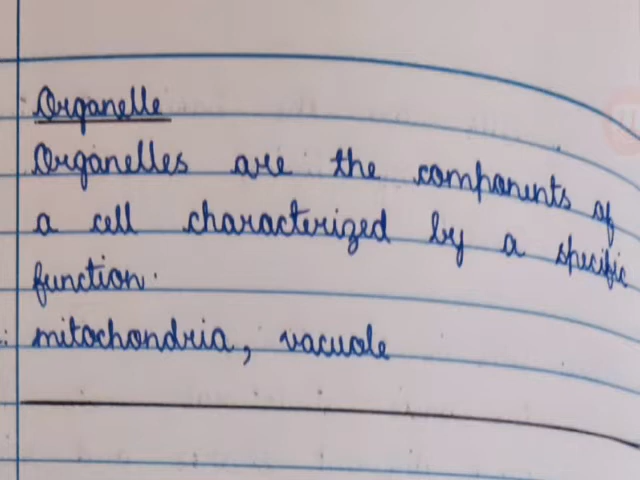 Organelle
Organelles are the components of
a cell characterized by a specific
function.
: mitochondria, vacuole